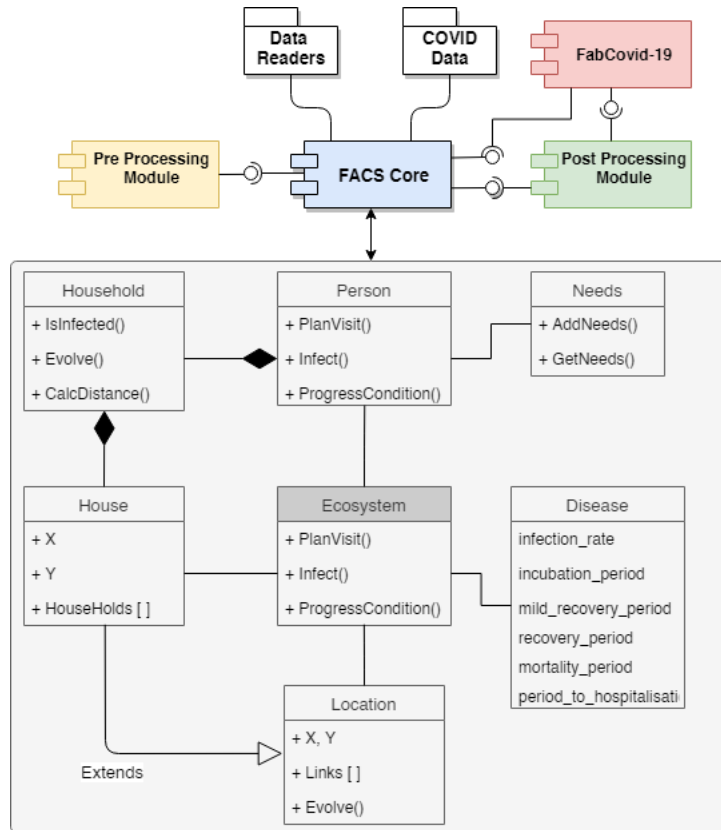 Data
Readers
COVID
Data
FabCovid-19
Pre Processing
Module
FACS Core
Post Processing
Module
Household
+ IsInfected()
+ Evolve()
+ CalcDistance()
Person
+ PlanVisit()
+ Infect()
+ ProgressCondition()
Needs
+ AddNeeds()
+ GetNeeds()
House
+ X
+ Y
+ HouseHolds [ ]
Ecosystem
+ PlanVisit()
+ Infect()
+ ProgressCondition()
Disease
infection_rate
incubation_period
mild_recovery_period
recovery_period
mortality_period
period_to_hospitalisati
Location
+ X, Y
+ Links [ ]
+ Evolve()
Extends